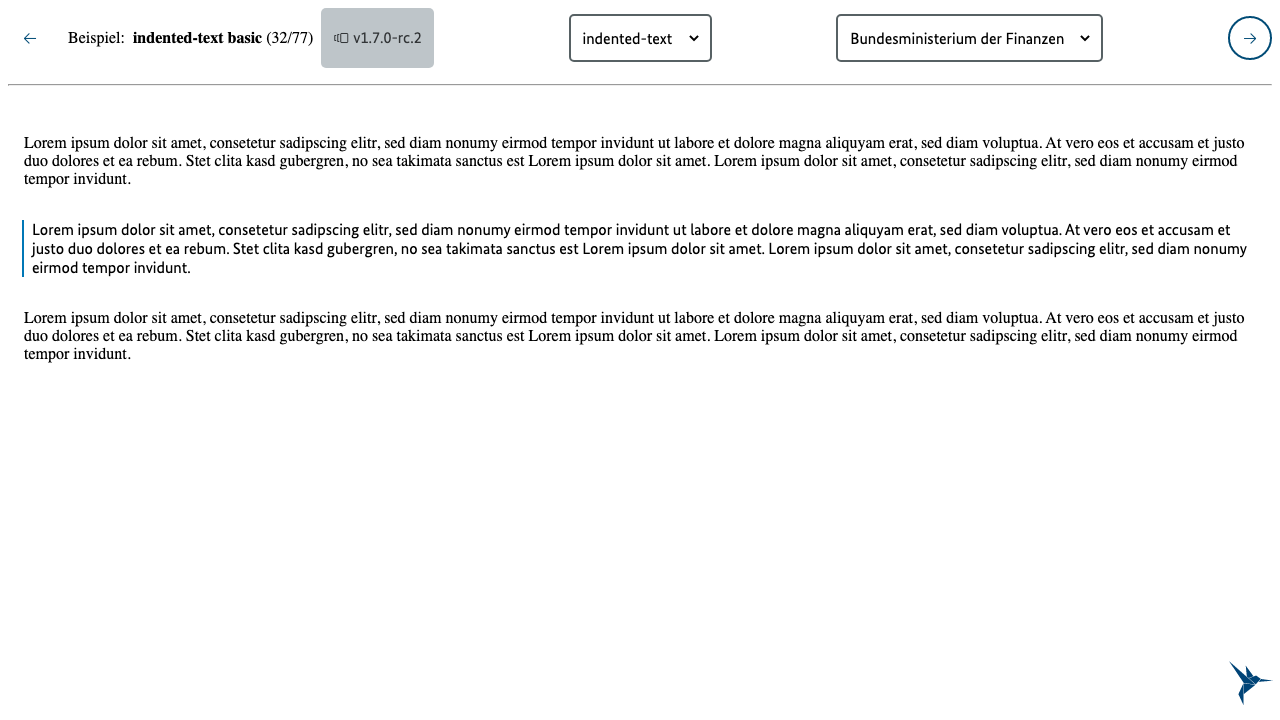 Beispiel: indented-text basic (32/77) v1.7.0-rc.2 indented-text Bundesministerium der Finanzen
Lorem ipsum dolor sit amet, consetetur sadipscing elitr, sed diam nonumy eirmod tempor invidunt ut labore et dolore magna aliquyam erat, sed diam voluptua. At vero eos et accusam et justo
duo dolores et ea rebum. Stet clita kasd gubergren, no sea takimata sanctus est Lorem ipsum dolor sit amet. Lorem ipsum dolor sit amet, consetetur sadipscing elitr, sed diam nonumy eirmod
tempor invidunt.
Lorem ipsum dolor sit amet, consetetur sadipscing elitr, sed diam nonumy eirmod tempor invidunt ut labore et dolore magna aliquyam erat, sed diam voluptua. At vero eos et accusam et
justo duo dolores et ea rebum. Stet clita kasd gubergren, no sea takimata sanctus est Lorem ipsum dolor sit amet. Lorem ipsum dolor sit amet, consetetur sadipscing elitr, sed diam nonumy
eirmod tempor invidunt.
Lorem ipsum dolor sit amet, consetetur sadipscing elitr, sed diam nonumy eirmod tempor invidunt ut labore et dolore magna aliquyam erat, sed diam voluptua. At vero eos et accusam et justo
duo dolores et ea rebum. Stet clita kasd gubergren, no sea takimata sanctus est Lorem ipsum dolor sit amet. Lorem ipsum dolor sit amet, consetetur sadipscing elitr, sed diam nonumy eirmod
tempor invidunt.